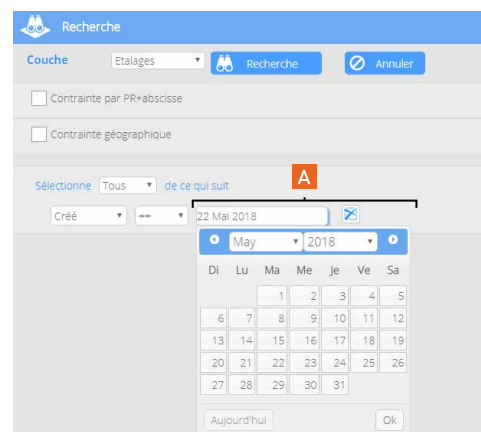 Recherche
Couche Etalages Recherche Annuler
Contrainte par PR+abscisse
Contrainte géographique
Sélectionne Tous de ce qui suit
A
Créé == 22 Mai 2018
May 2018
Di Lu Ma Me Je Ve Sa
1 2 3 4 5
6 7 8 9 10 11 12
13 14 15 16 17 18 19
20 21 22 23 24 25 26
27 28 29 30 31
Aujourd'hui Ok